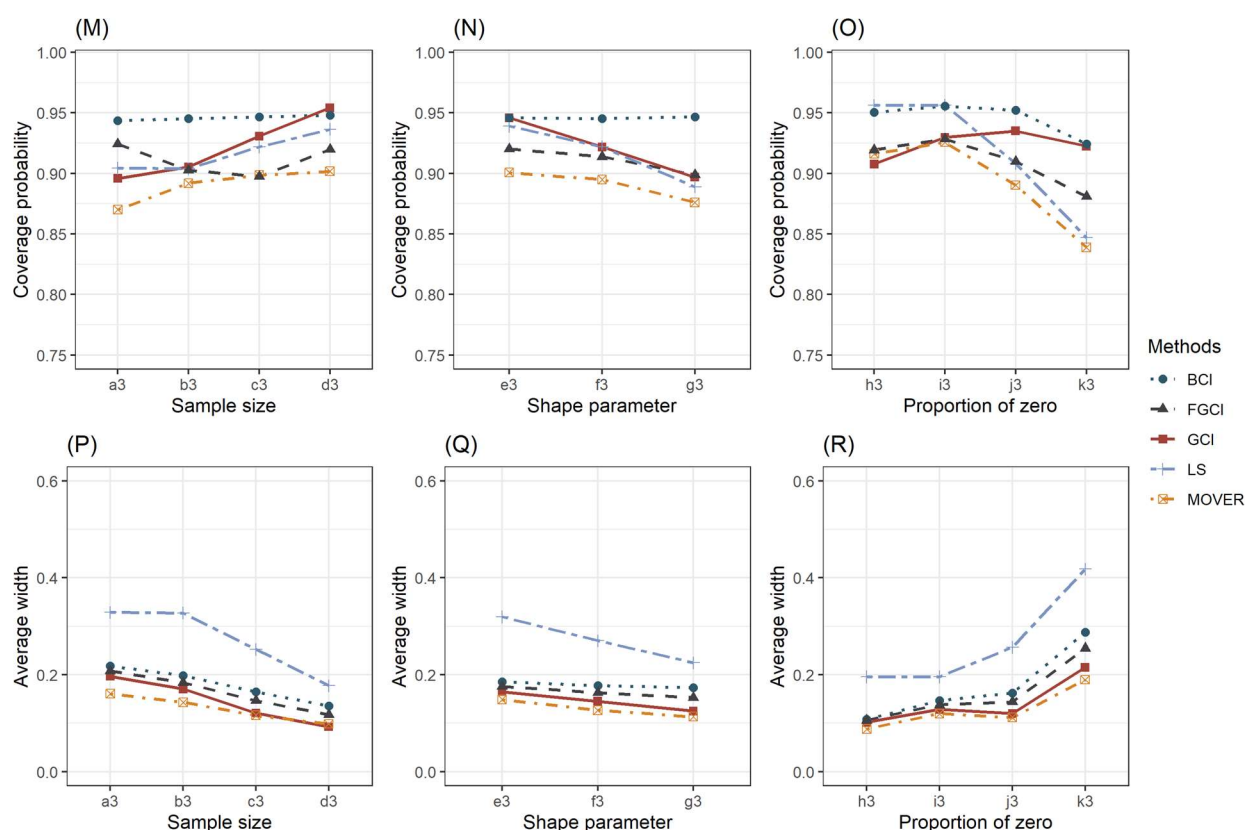 (M)
1.00
0.95
0.90
0.85
0.80
0.75
Coverage probability
a3 b3 c3 d3
Sample size
(N)
1.00
0.95
0.90
0.85
0.80
0.75
Coverage probability
e3 f3 g3
Shape parameter
(O)
1.00
0.95
0.90
0.85
0.80
0.75
Coverage probability
h3 i3 j3 k3
Proportion of zero
Methods
BCI
FGCI
GCI
LS
MOVER
(P)
0.6
0.4
0.2
0.0
Average width
a3 b3 c3 d3
Sample size
(Q)
0.6
0.4
0.2
0.0
Average width
e3 f3 g3
Shape parameter
(R)
0.6
0.4
0.2
0.0
Average width
h3 i3 j3 k3
Proportion of zero